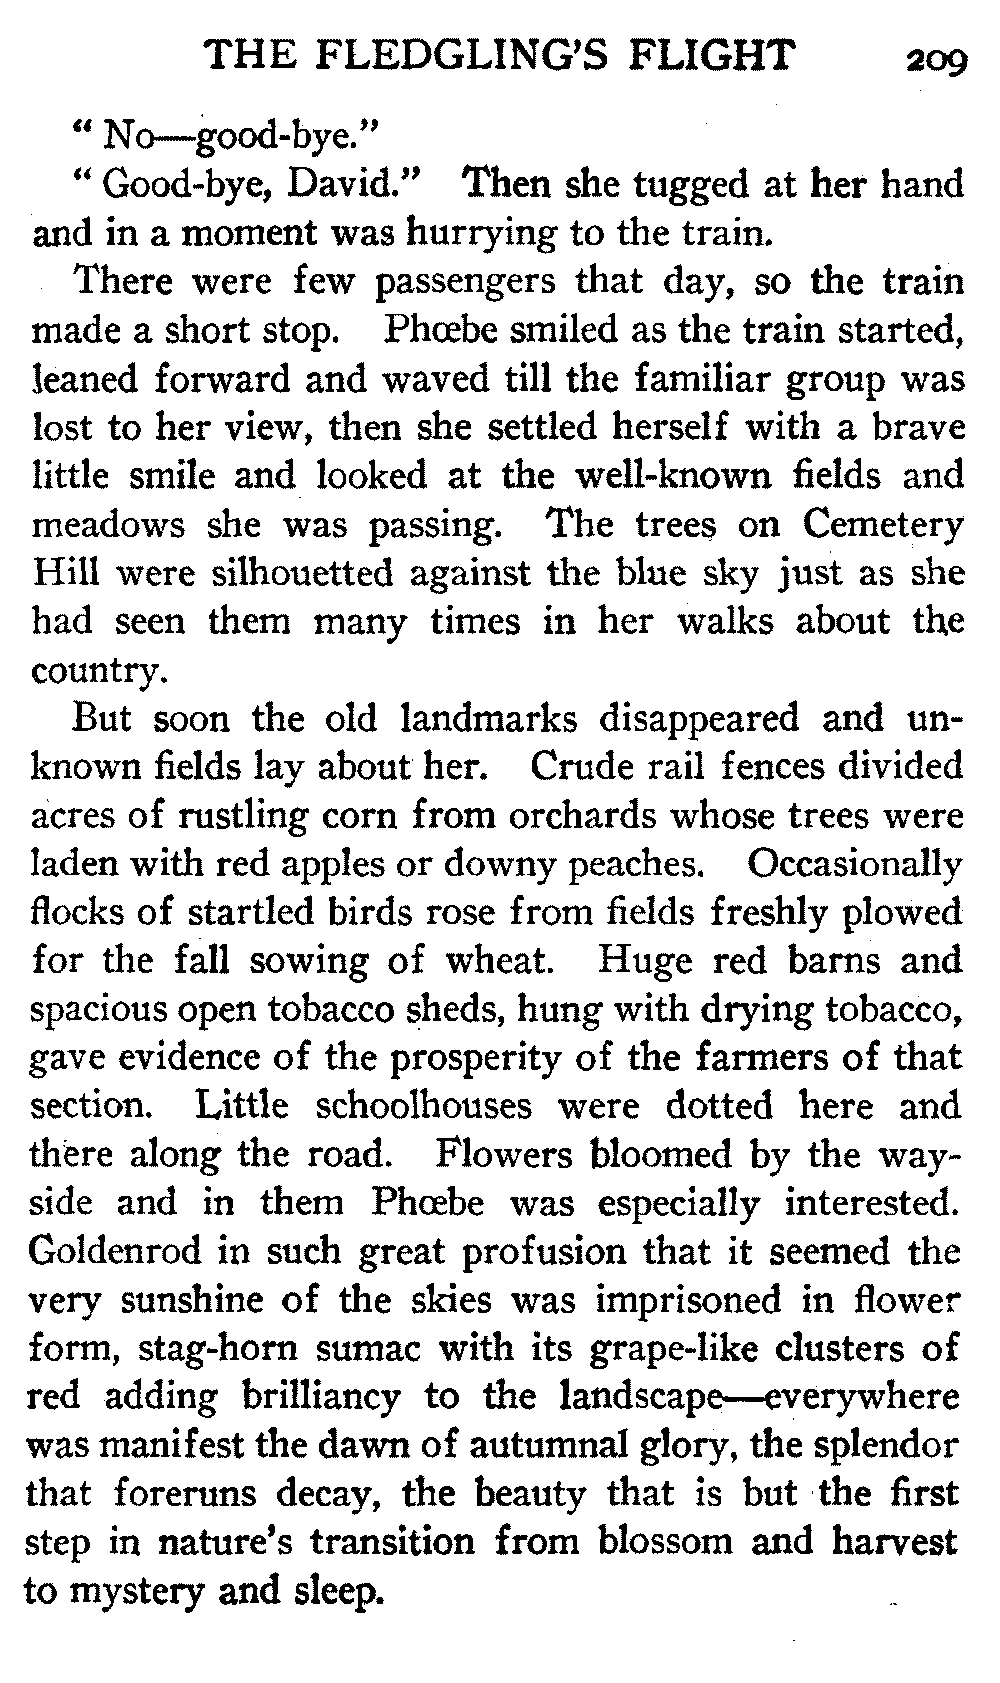 THE FLEDGLING'S FLIGHT 209
" No—good-bye."
" Good-bye, David." Then she tugged at her hand
and in a moment was hurrying to the train.
There were few passengers that day, so the train
made a short stop. Phœbe smiled as the train started,
leaned forward and waved till the familiar group was
lost to her view, then she settled herself with a brave
little smile and looked at the well-known fields and
meadows she was passing. The trees on Cemetery
Hill were silhouetted against the blue sky just as she
had seen them many times in her walks about the
country.
But soon the old landmarks disappeared and un-
known fields lay about her. Crude rail fences divided
acres of rustling corn from orchards whose trees were
laden with red apples or downy peaches. Occasionally
flocks of startled birds rose from fields freshly plowed
for the fall sowing of wheat. Huge red barns and
spacious open tobacco sheds, hung with drying tobacco,
gave evidence of the prosperity of the farmers of that
section. Little schoolhouses were dotted here and
there along the road. Flowers bloomed by the way-
side and in them Phœbe was especially interested.
Goldenrod in such great profusion that it seemed the
very sunshine of the skies was imprisoned in flower
form, stag-horn sumac with its grape-like clusters of
red adding brilliancy to the landscape—everywhere
was manifest the dawn of autumnal glory, the splendor
that foreruns decay, the beauty that is but the first
step in nature's transition from blossom and harvest
to mystery and sleep.